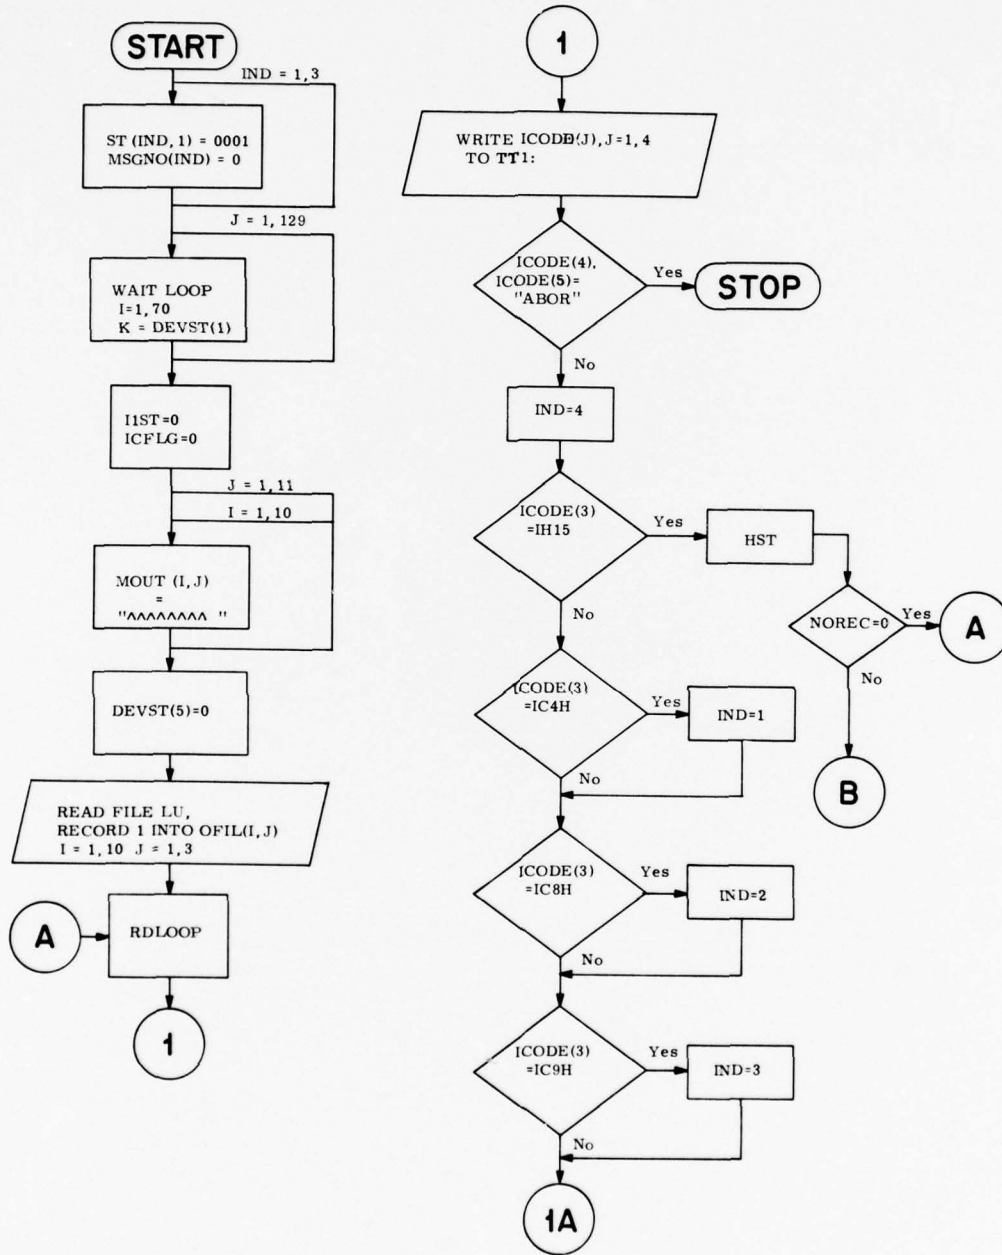 START
IND = 1,3
ST (IND, 1) = 0001
MSGNO(IND) = 0
J = 1,129
WAIT LOOP
I=1,70
K = DEVST(1)
I1ST=0
ICFLG=0
J = 1,11
I = 1,10
MOUT (I,J)
=
"^^^^^^^^ "
DEVST(5)=0
READ FILE LU,
RECORD 1 INTO OFIL(I,J)
I = 1,10 J = 1,3
A
RDLOOP
1
1
WRITE ICODE(J),J=1,4
TO TT1:
ICODE(4),
ICODE(5)=
"ABOR"
Yes
STOP
No
IND=4
ICODE(3)
=IH15
Yes
HST
NOREC=0
Yes
A
No
B
No
ICODE(3)
=IC4H
Yes
IND=1
No
ICODE(3)
=IC8H
Yes
IND=2
No
ICODE(3)
=IC9H
Yes
IND=3
No
1A